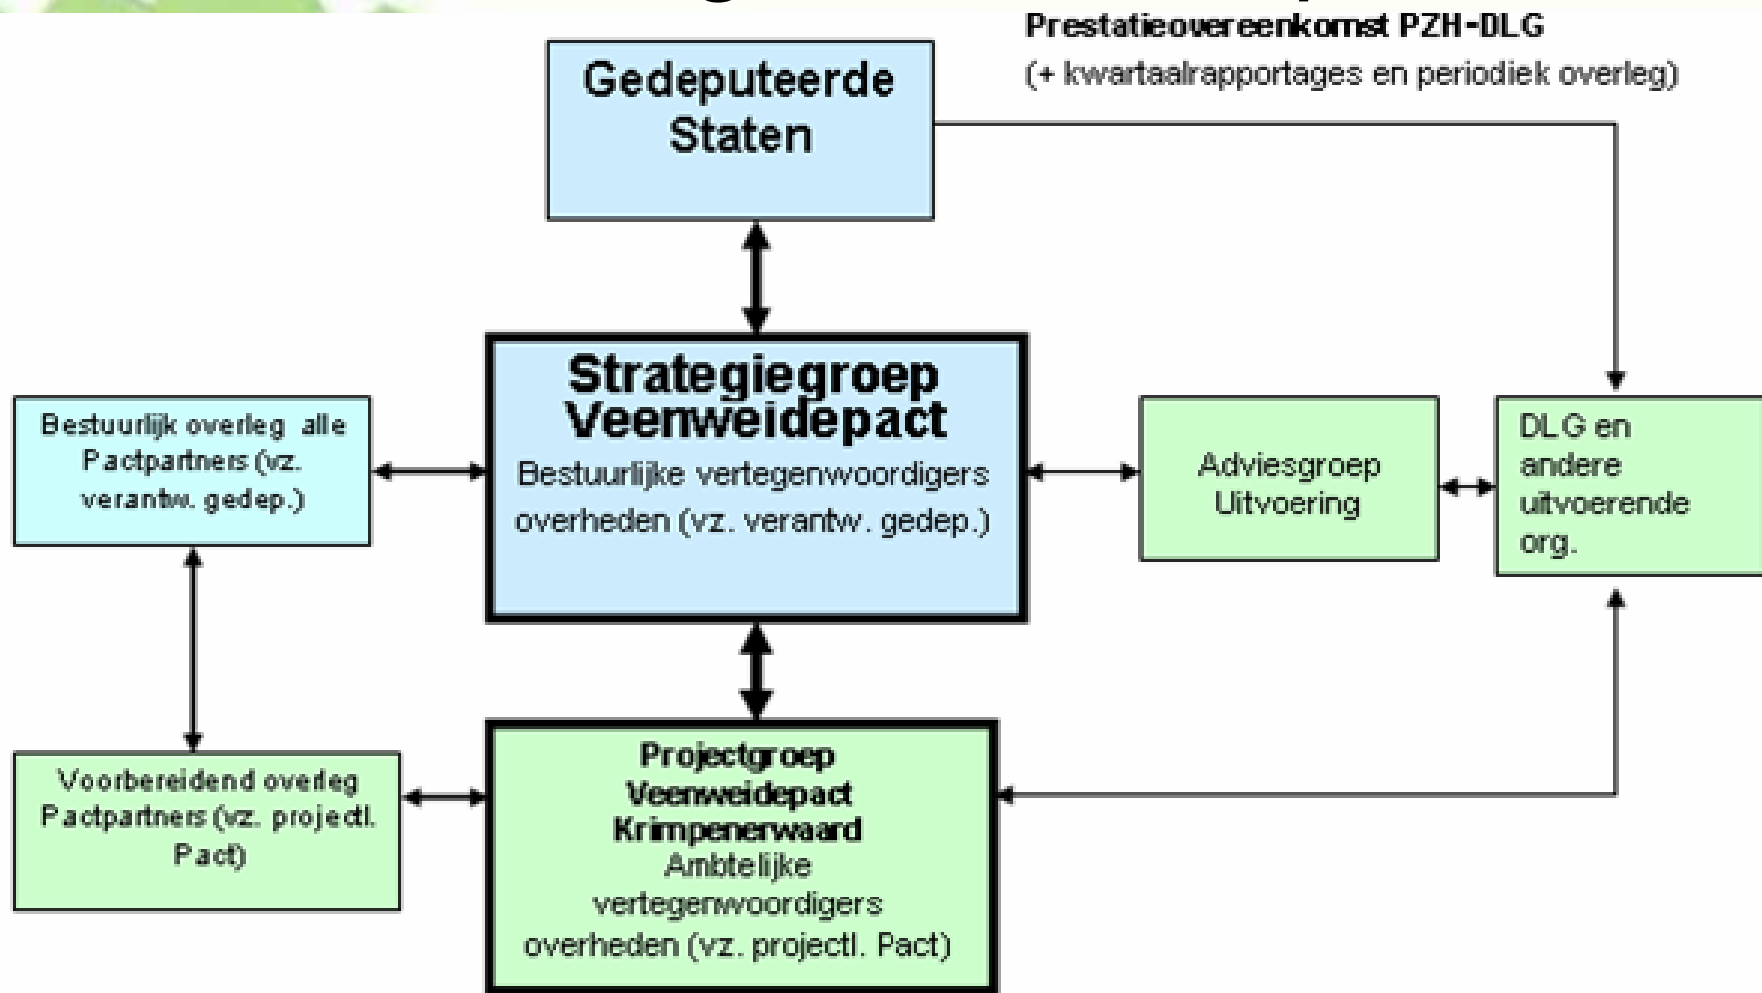 Prestatieovereenkomst PZH-DLG
(+ kwartaalrapportages en periodiek overleg)
Gedeputeerde
Staten
Strategiegroep
Veenweidepact
Bestuurlijke vertegenwoordigers
overheden (vz. verantw. gedep.)
Bestuurlijk overleg alle
Pactpartners (vz.
verantw. gedep.)
Adviesgroep
Uitvoering
DLG en
andere
uitvoerende
org.
Voorbereidend overleg
Pactpartners (vz. projectl.
Pact)
Projectgroep
Veenweidepact
Krimpenerwaard
Ambtelijke
vertegenwoordigers
overheden (vz. projectl. Pact)